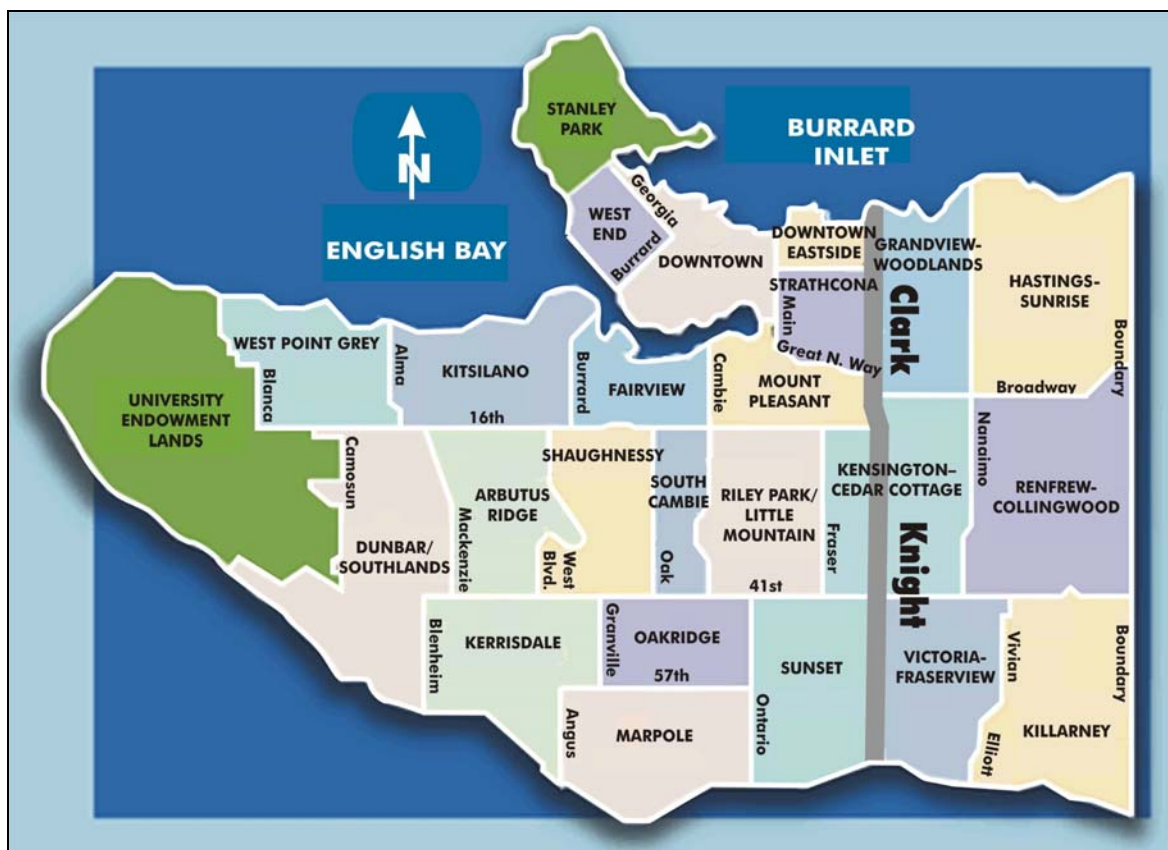 STANLEY
PARK
BURRARD
INLET
N
ENGLISH BAY
Georgia
WEST
END
Burrard
DOWNTOWN
DOWNTOWN
EASTSIDE
GRANDVIEW-
WOODLANDS
HASTINGS-
SUNRISE
STRATHCONA
Main
Great N. Way
Clark
Boundary
Broadway
WEST POINT GREY
Blanca
Alma
KITSILANO
16th
Burrard
FAIRVIEW
Cambie
MOUNT
PLEASANT
UNIVERSITY
ENDOWMENT
LANDS
Camosun
DUNBAR/
SOUTHLANDS
Mackenzie
ARBUTUS
RIDGE
SHAUGHNESSY
West
Blvd.
SOUTH
CAMBIE
Oak
RILEY PARK/
LITTLE
MOUNTAIN
41st
Fraser
KENSINGTON–
CEDAR COTTAGE
Knight
Nanaimo
RENFREW-
COLLINGWOOD
Blenheim
KERRISDALE
Granville
OAKRIDGE
57th
Angus
MARPOLE
Ontario
SUNSET
VICTORIA-
FRASERVIEW
Vivian
Elliott
KILLARNEY
Boundary